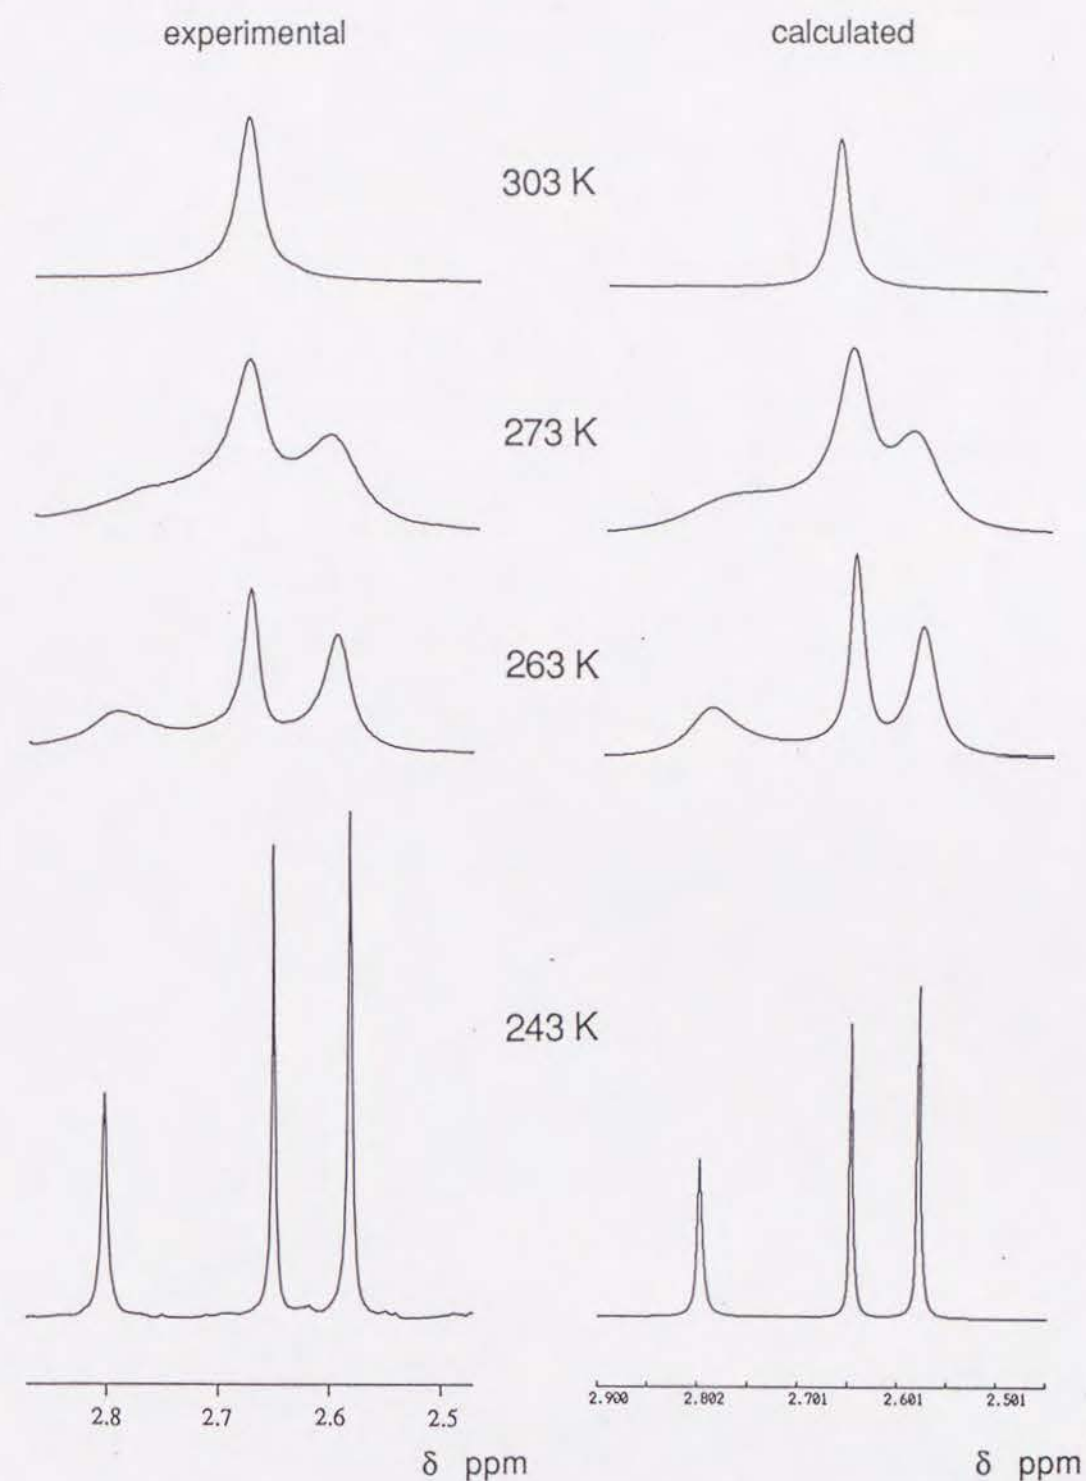 experimental calculated
303 K
273 K
263 K
243 K
2.8 2.7 2.6 2.5
2.900 2.802 2.701 2.601 2.501
δ ppm δ ppm